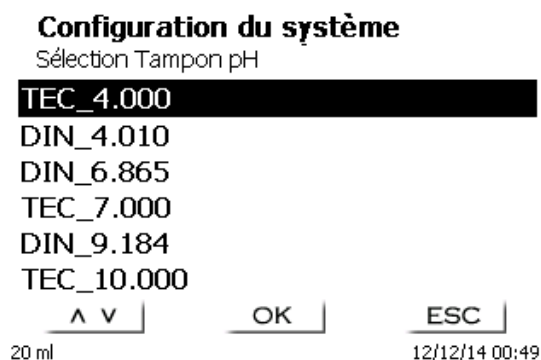 Configuration du système
Sélection Tampon pH
TEC_4.000
DIN_4.010
DIN_6.865
TEC_7.000
DIN_9.184
TEC_10.000
∧ ∨ OK ESC
20 ml 12/12/14 00:49